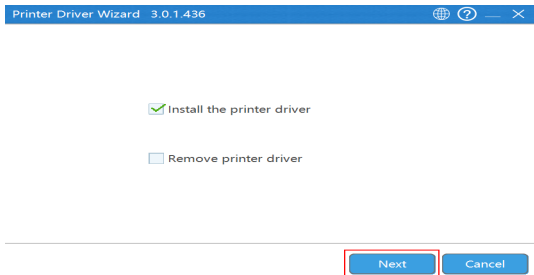 Printer Driver Wizard 3.0.1.436
Install the printer driver
Remove printer driver
Next Cancel